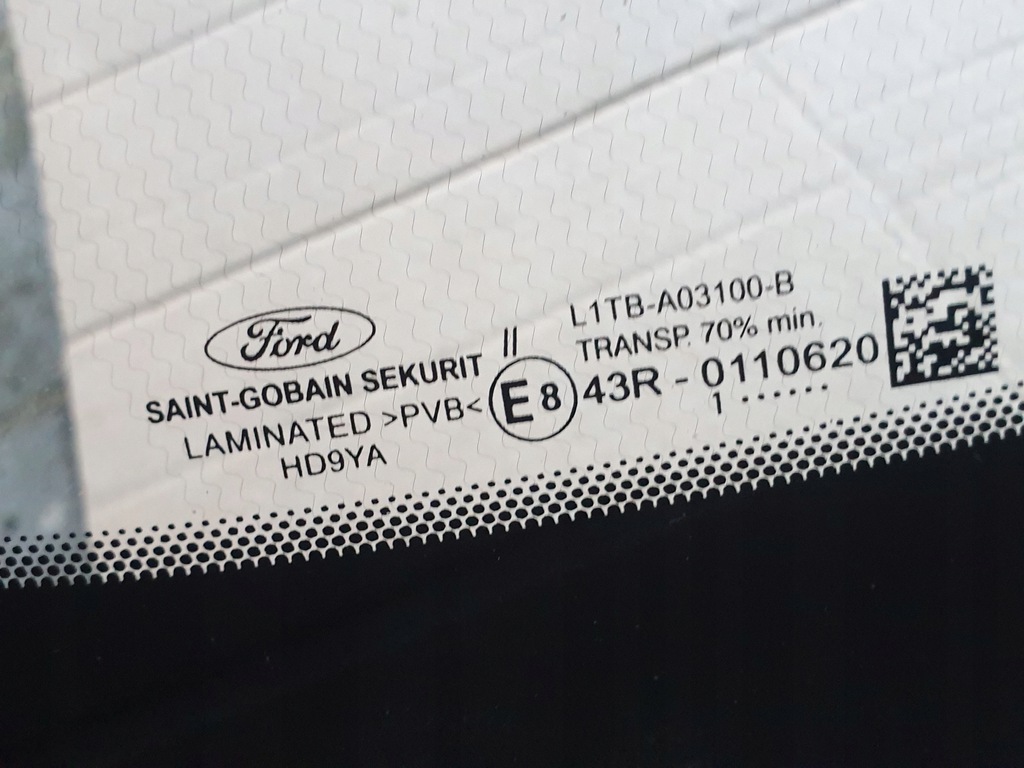 Ford
SAINT-GOBAIN SEKURIT
LAMINATED >PVB<
HD9YA
II
E8
L1TB-A03100-B
TRANSP. 70% min.
43R - 0110620
1 ······